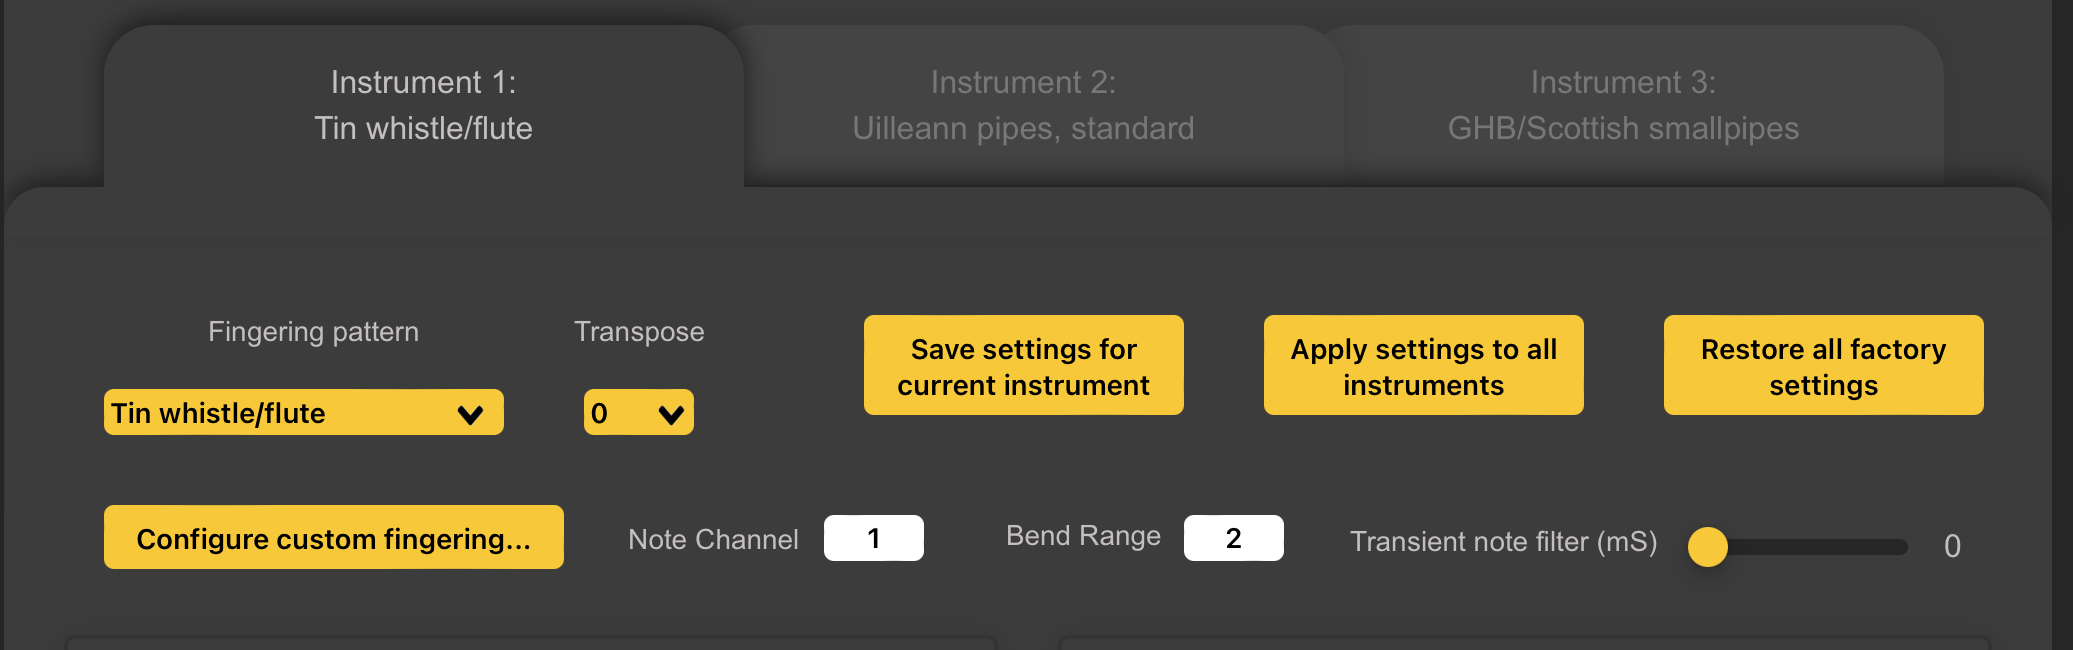 Instrument 1:
Tin whistle/flute
Instrument 2:
Uilleann pipes, standard
Instrument 3:
GHB/Scottish smallpipes
Fingering pattern
Transpose
Tin whistle/flute
0
Save settings for
current instrument
Apply settings to all
instruments
Restore all factory
settings
Configure custom fingering...
Note Channel
1
Bend Range
2
Transient note filter (mS)
0